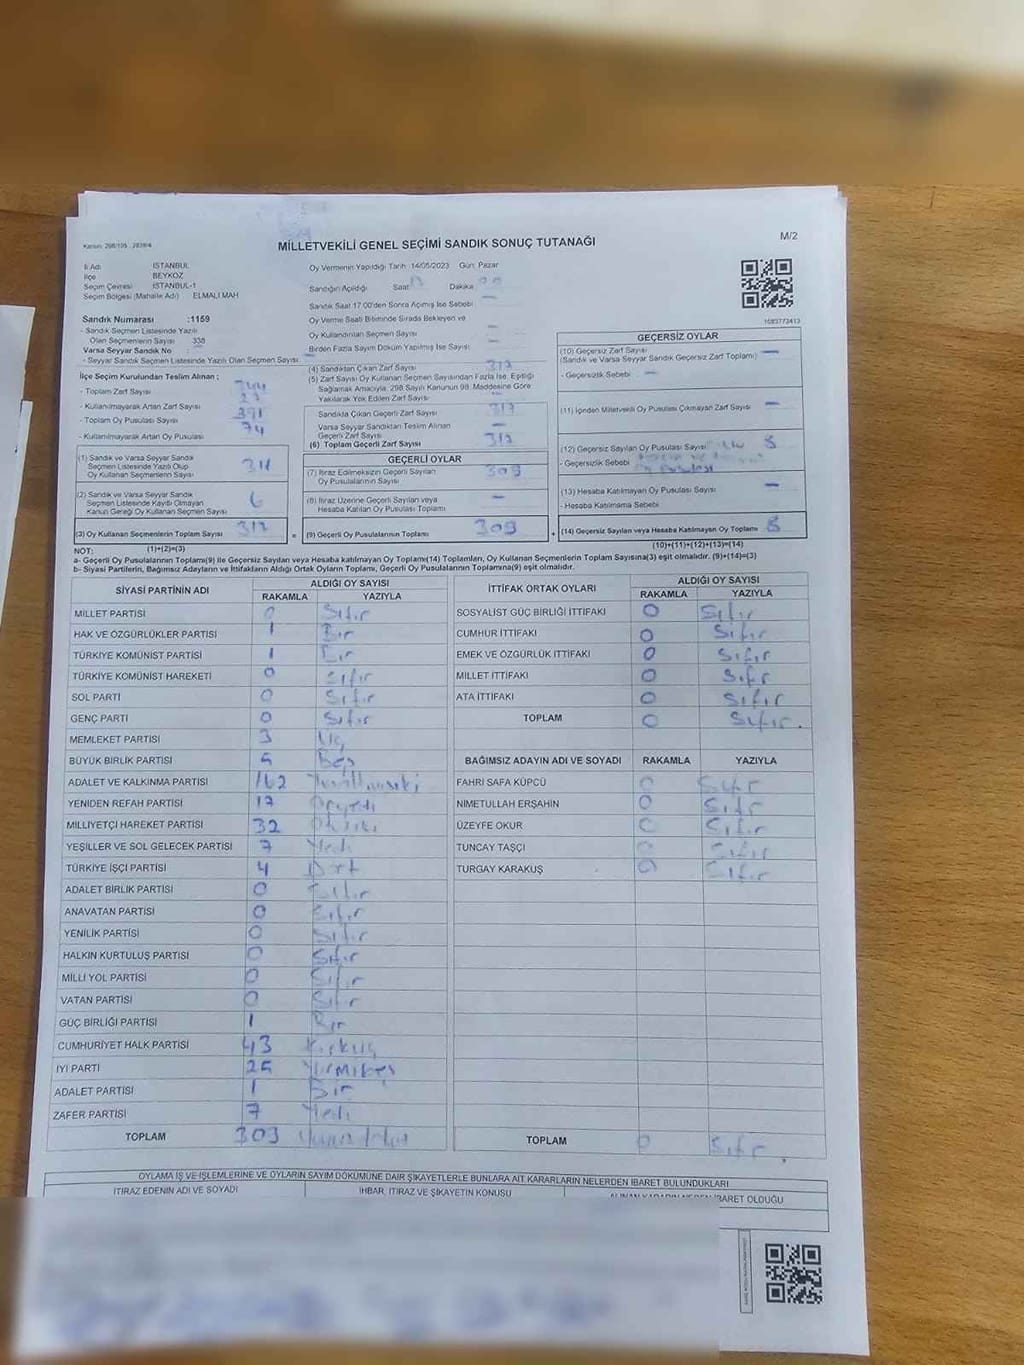 Kanun: 298/105 , 2839/4
MİLLETVEKİLİ GENEL SEÇİMİ SANDIK SONUÇ TUTANAĞI
M/2
İl Adı İSTANBUL
İlçe BEYKOZ
Seçim Çevresi İSTANBUL-1
Seçim Bölgesi (Mahalle Adı) ELMALI MAH
Sandık Numarası :1159
- Sandık Seçmen Listesinde Yazılı
Olan Seçmenlerin Sayısı 338
Varsa Seyyar Sandık No :
- Seyyar Sandık Seçmen Listesinde Yazılı Olan Seçmen Sayısı:
Oy Vermenin Yapıldığı Tarih 14/05/2023 Gün: Pazar
Sandığın Açıldığı Saat Dakika
Sandık Saat 17.00'den Sonra Açımış İse Sebebi
Oy Verme Saati Bitiminde Sırada Bekleyen ve
Oy Kullandırılan Seçmen Sayısı
Birden Fazla Sayım Döküm Yapılmış İse Sayısı:
1083773413
İlçe Seçim Kurulundan Teslim Alınan ;
- Toplam Zarf Sayısı 344
- Kullanılmayarak Artan Zarf Sayısı 27
- Toplam Oy Pusulası Sayısı 391
- Kullanılmayarak Artan Oy Pusulası 74
(1) Sandık ve Varsa Seyyar Sandık
Seçmen Listesinde Yazılı Olup
Oy Kullanan Seçmenlerin Sayısı 311
(2) Sandık ve Varsa Seyyar Sandık
Seçmen Listesinde Kayıtlı Olmayan
Kanun Gereği Oy Kullanan Seçmen Sayısı 6
(3) Oy Kullanan Seçmenlerin Toplam Sayısı 317
(4) Sandıktan Çıkan Zarf Sayısı 317
(5) Zarf Sayısı Oy Kullanan Seçmen Sayısından Fazla İse, Eşitliği
Sağlamak Amacıyla; 298 Sayılı Kanunun 98. Maddesine Göre
Yakılarak Yok Edilen Zarf Sayısı -
Sandıkta Çıkan Geçerli Zarf Sayısı 317
Varsa Seyyar Sandıktan Teslim Alınan
Geçerli Zarf Sayısı -
(6) Toplam Geçerli Zarf Sayısı 317
GEÇERLİ OYLAR
(7) İtiraz Edilmeksizin Geçerli Sayılan
Oy Pusulalarının Sayısı 309
(8) İtiraz Üzerine Geçerli Sayılan veya
Hesaba Katılan Oy Pusulaları Toplamı -
= (9) Geçerli Oy Pusulalarının Toplamı 309
GEÇERSİZ OYLAR
(10) Geçersiz Zarf Sayısı -
(Sandık ve Varsa Seyyar Sandık Geçersiz Zarf Toplamı)
- Geçersizlik Sebebi : -
(11) İçinden Milletvekili Oy Pusulası Çıkmayan Zarf Sayısı -
(12) Geçersiz Sayılan Oy Pusulası Sayısı 8
- Geçersizlik Sebebi
Oy Pusulası
(13) Hesaba Katılmayan Oy Pusulası Sayısı -
- Hesaba Katılmama Sebebi
+ (14) Geçersiz Sayılan veya Hesaba Katılmayan Oy Toplamı 8
NOT: (1)+(2)=(3) (10)+(11)+(12)+(13)=(14)
a- Geçerli Oy Pusulalarının Toplamı(9) ile Geçersiz Sayılan veya Hesaba katılmayan Oy Toplamı(14) Toplamları, Oy Kullanan Seçmenlerin Toplam Sayısına(3) eşit olmalıdır. (9)+(14)=(3)
b- Siyasi Partilerin, Bağımsız Adayların ve İttifakların Aldığı Ortak Oyların Toplamı, Geçerli Oy Pusulalarının Toplamına(9) eşit olmalıdır.
SİYASİ PARTİNİN ADI ALDIĞI OY SAYISI
RAKAMLA YAZIYLA
MİLLET PARTİSİ 0 Sıfır
HAK VE ÖZGÜRLÜKLER PARTİSİ 1 Bir
TÜRKİYE KOMÜNİST PARTİSİ 1 Bir
TÜRKİYE KOMÜNİST HAREKETİ 0 Sıfır
SOL PARTİ 0 Sıfır
GENÇ PARTİ 0 Sıfır
MEMLEKET PARTİSİ 3 Üç
BÜYÜK BİRLİK PARTİSİ 5 Beş
ADALET VE KALKINMA PARTİSİ 162 Yüzaltmışiki
YENİDEN REFAH PARTİSİ 17 Onyedi
MİLLİYETÇİ HAREKET PARTİSİ 32 Otuziki
YEŞİLLER VE SOL GELECEK PARTİSİ 7 Yedi
TÜRKİYE İŞÇİ PARTİSİ 4 Dört
ADALET BİRLİK PARTİSİ 0 Sıfır
ANAVATAN PARTİSİ 0 Sıfır
YENİLİK PARTİSİ 0 Sıfır
HALKIN KURTULUŞ PARTİSİ 0 Sıfır
MİLLİ YOL PARTİSİ 0 Sıfır
VATAN PARTİSİ 0 Sıfır
GÜÇ BİRLİĞİ PARTİSİ 1 Bir
CUMHURİYET HALK PARTİSİ 43 Kırküç
İYİ PARTİ 25 Yirmibeş
ADALET PARTİSİ 1 Bir
ZAFER PARTİSİ 7 Yedi
TOPLAM 309
İTTİFAK ORTAK OYLARI ALDIĞI OY SAYISI
RAKAMLA YAZIYLA
SOSYALİST GÜÇ BİRLİĞİ İTTİFAKI 0 Sıfır
CUMHUR İTTİFAKI 0 Sıfır
EMEK VE ÖZGÜRLÜK İTTİFAKI 0 Sıfır
MİLLET İTTİFAKI 0 Sıfır
ATA İTTİFAKI 0 Sıfır
TOPLAM 0 Sıfır.
BAĞIMSIZ ADAYIN ADI VE SOYADI RAKAMLA YAZIYLA
FAHRİ SAFA KÜPCÜ 0 Sıfır
NİMETULLAH ERŞAHİN 0 Sıfır
ÜZEYFE OKUR 0 Sıfır
TUNCAY TAŞÇI 0 Sıfır
TURGAY KARAKUŞ 0 Sıfır
TOPLAM 0 Sıfır
OYLAMA İŞ VE İŞLEMLERİNE VE OYLARIN SAYIM DÖKÜMÜNE DAİR ŞİKAYETLERLE BUNLARA AİT KARARLARIN NELERDEN İBARET BULUNDUKLARI
İTİRAZ EDENİN ADI VE SOYADI İHBAR, İTİRAZ VE ŞİKAYETİN KONUSU ALINAN KARARIN NEDEN İBARET OLDUĞU